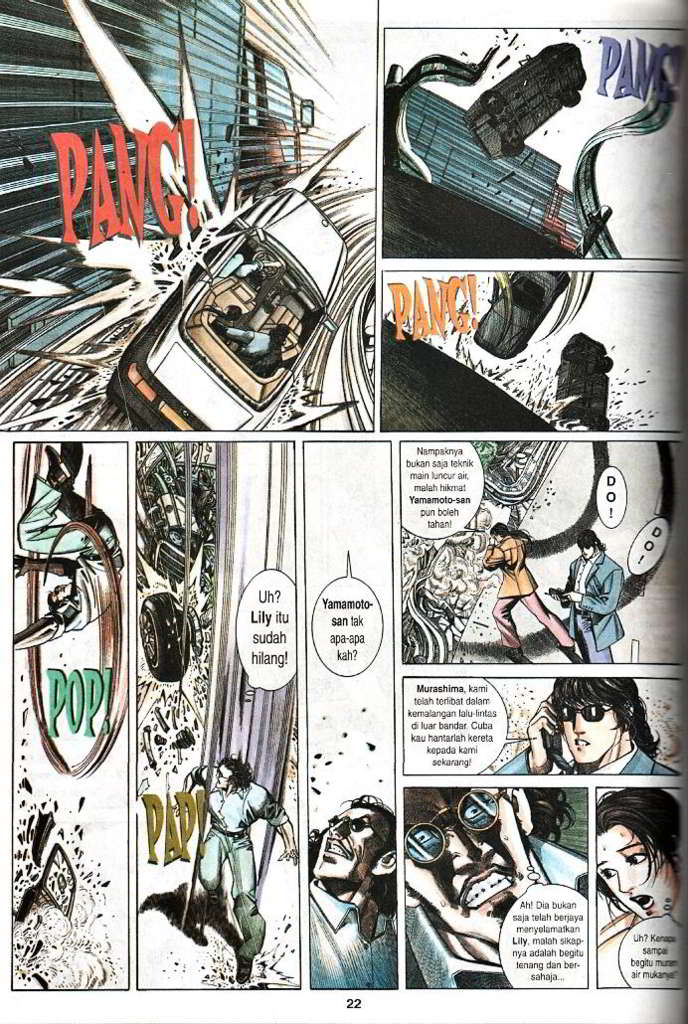 PANG!
PANG!
PANG!
POP!
PAP!
Uh?
Lily itu
sudah
hilang!
Yamamoto-
san tak
apa-apa
kah?
Nampaknya
bukan saja teknik
main luncur air,
malah hikmat
Yamamoto-san
pun boleh
tahan!
DO!
DO!
Murashima, kami
telah terlibat dalam
kemalangan lalu-lintas
di luar bandar. Cuba
kau hantarlah kereta
kepada kami
sekarang!
Ah! Dia bukan
saja telah berjaya
menyelamatkan
Lily, malah sikap-
nya adalah begitu
tenang dan ber-
sahaja...
Uh? Kenapa
sampai
begitu muram
air mukanya?
22